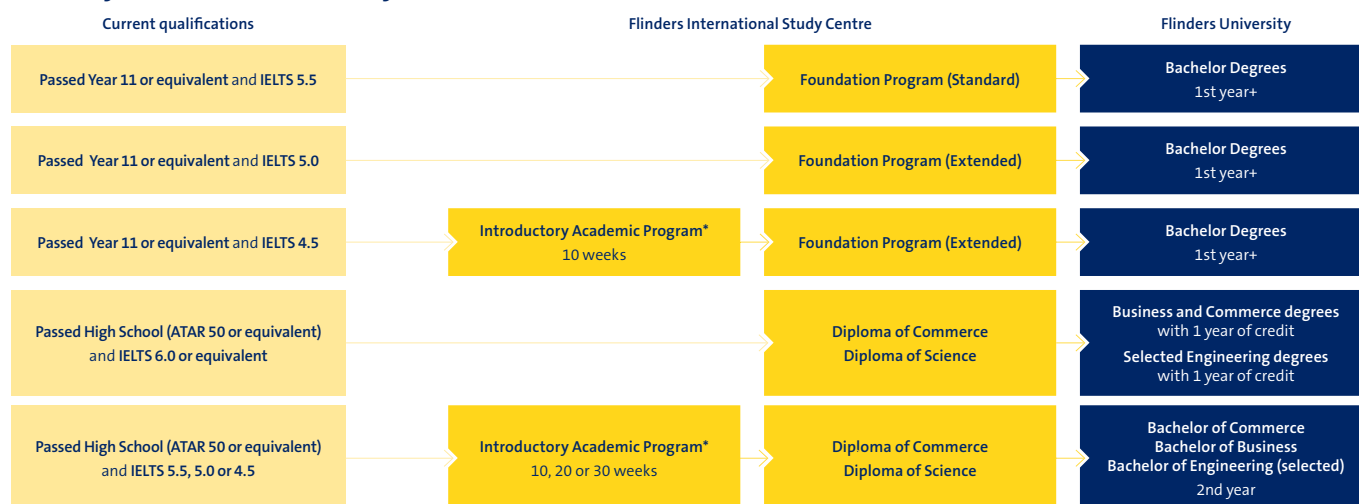 Current qualifications
Flinders International Study Centre
Flinders University
Passed Year 11 or equivalent and IELTS 5.5
Foundation Program (Standard)
Bachelor Degrees
1st year+
Passed Year 11 or equivalent and IELTS 5.0
Foundation Program (Extended)
Bachelor Degrees
1st year+
Passed Year 11 or equivalent and IELTS 4.5
Introductory Academic Program*
10 weeks
Foundation Program (Extended)
Bachelor Degrees
1st year+
Passed High School (ATAR 50 or equivalent)
and IELTS 6.0 or equivalent
Diploma of Commerce
Diploma of Science
Business and Commerce degrees
with 1 year of credit
Selected Engineering degrees
with 1 year of credit
Passed High School (ATAR 50 or equivalent)
and IELTS 5.5, 5.0 or 4.5
Introductory Academic Program*
10, 20 or 30 weeks
Diploma of Commerce
Diploma of Science
Bachelor of Commerce
Bachelor of Business
Bachelor of Engineering (selected)
2nd year